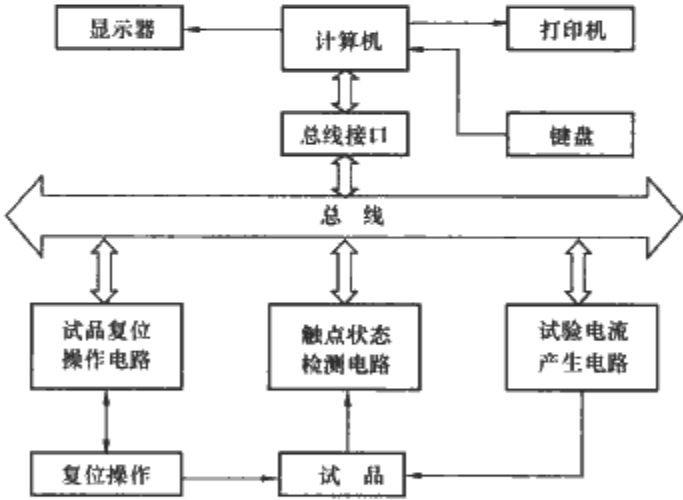 显示器
计算机
打印机
总线接口
键盘
总 线
试品复位
操作电路
触点状态
检测电路
试验电流
产生电路
复位操作
试 品